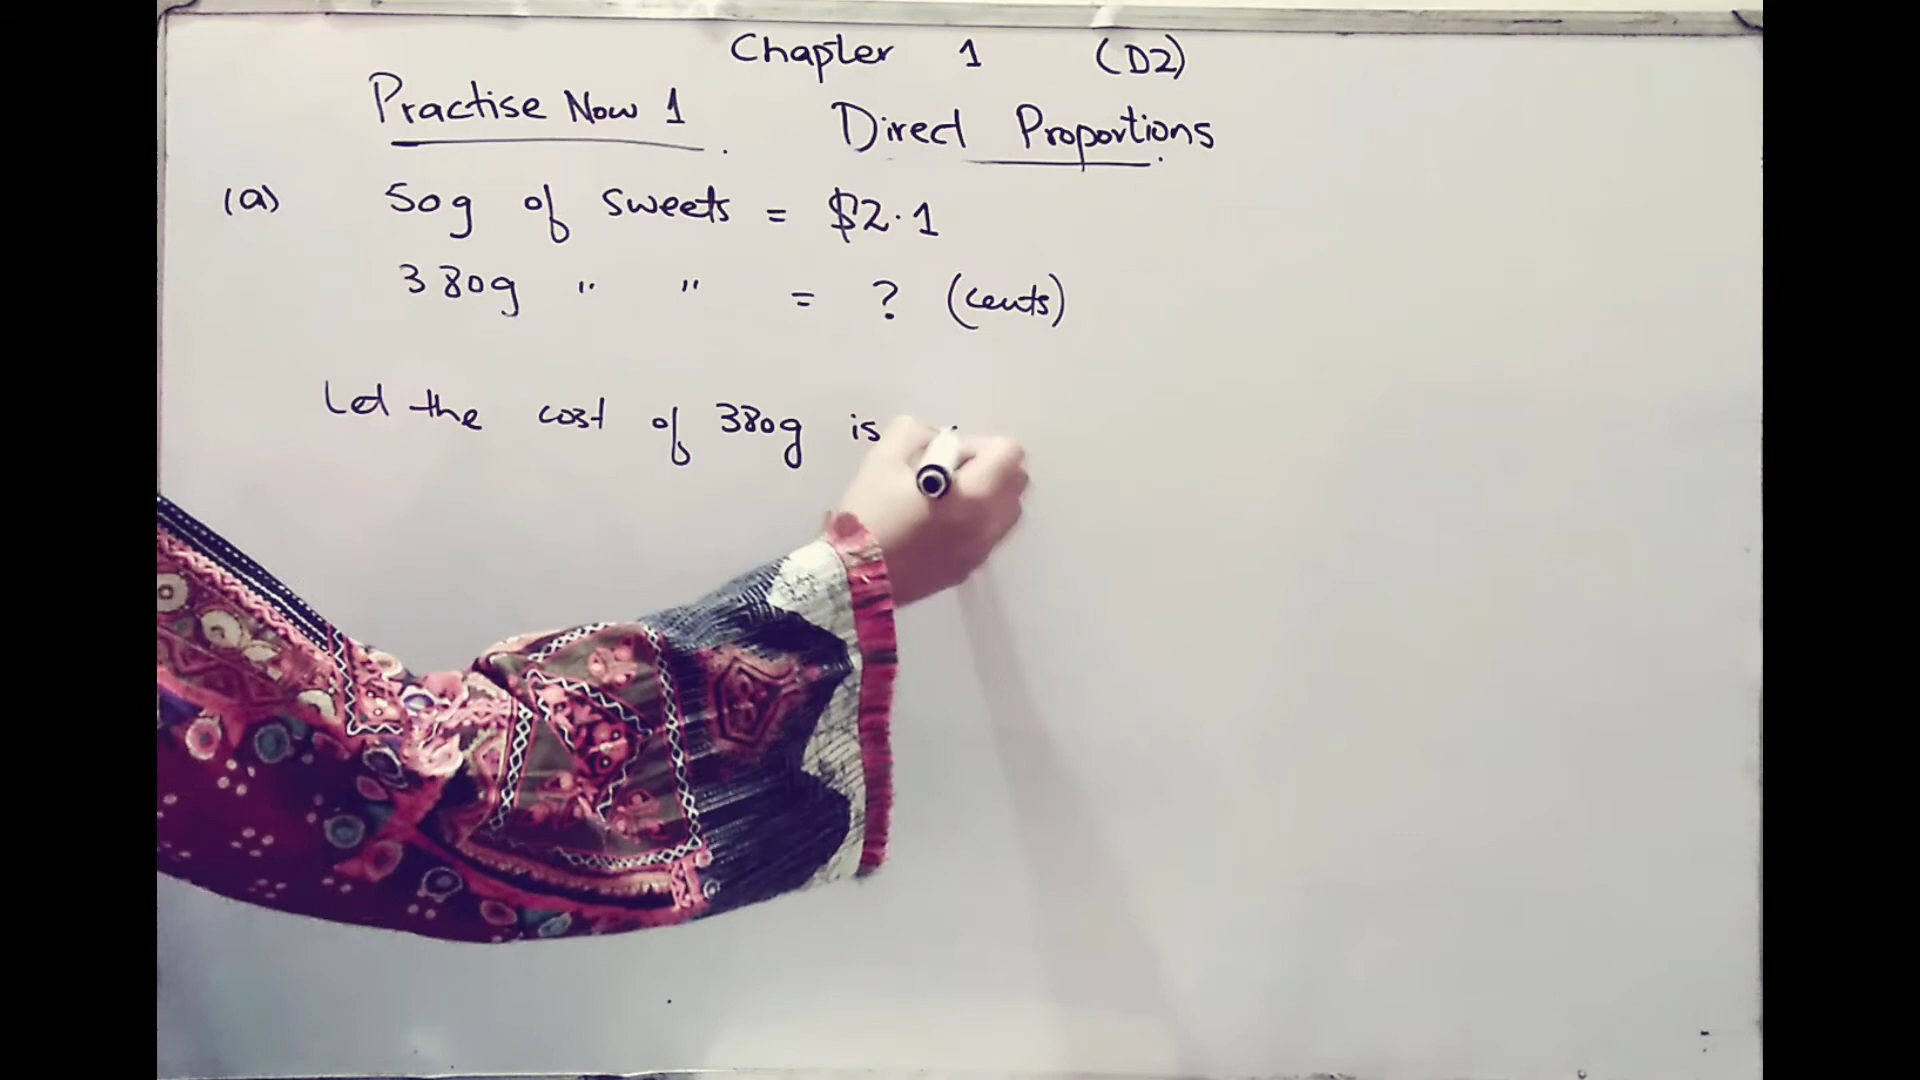 Chapter 1 (D2)
Practise Now 1
Direct Proportions
(a) 50g of sweets = $2.1
380g " " = ? (cents)
Let the cost of 380g is